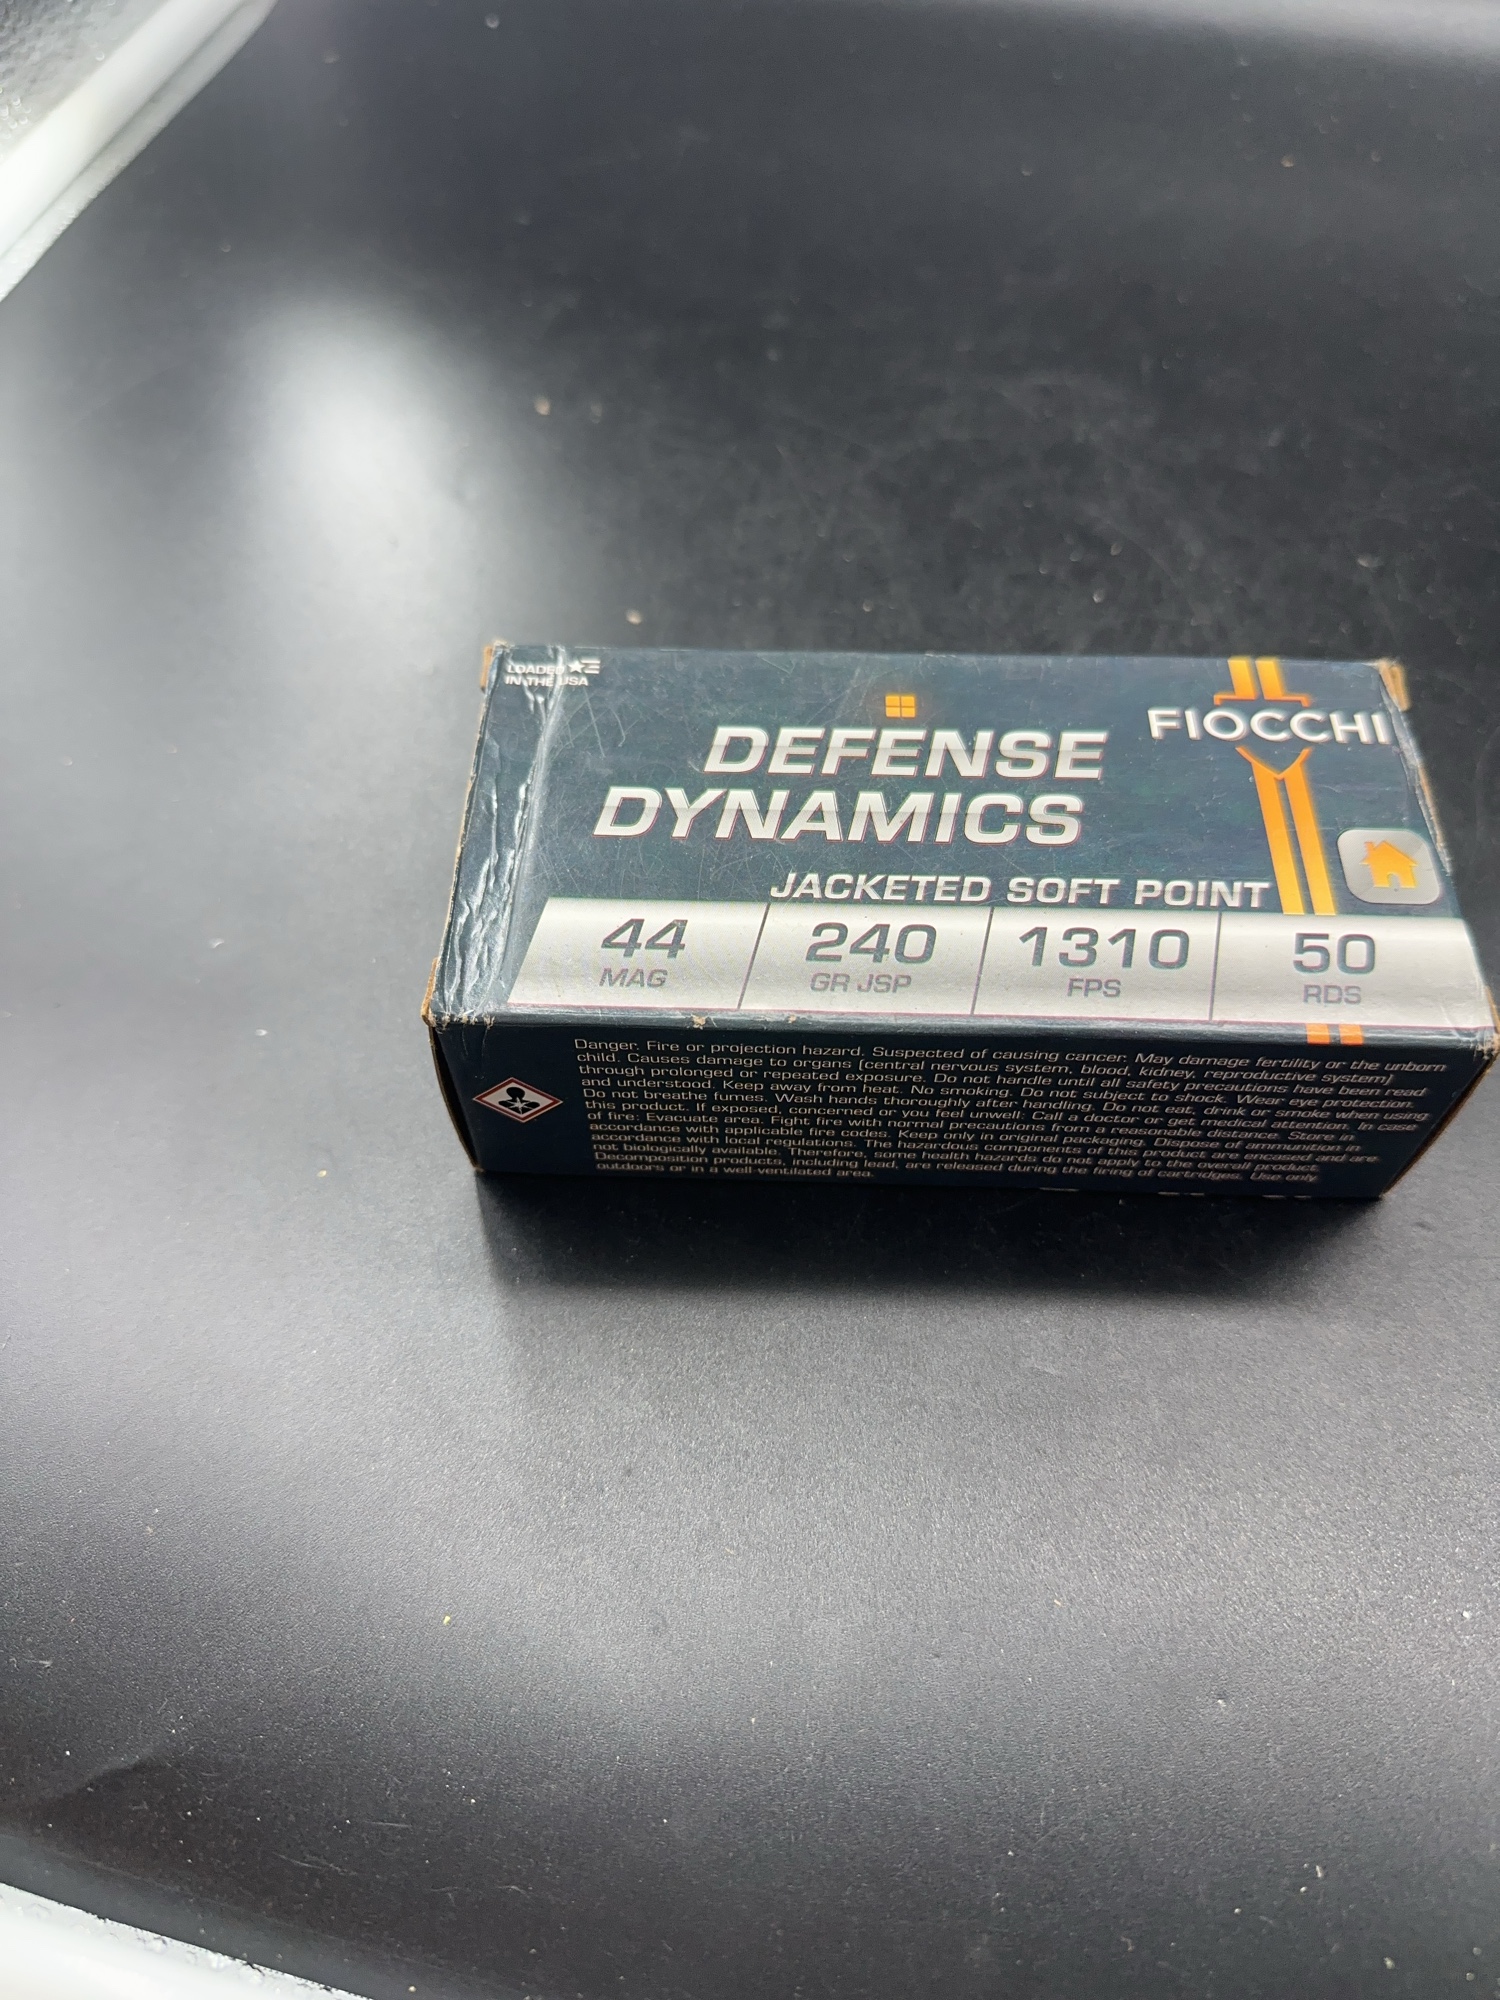 LOADED
IN THE USA
FIOCCHI
DEFENSE
DYNAMICS
JACKETED SOFT POINT
44 240 1310 50
MAG GR JSP FPS RDS
Danger. Fire or projection hazard. Suspected of causing cancer. May damage fertility or the unborn
child. Causes damage to organs (central nervous system, blood, kidney, reproductive system)
through prolonged or repeated exposure. Do not handle until all safety precautions have been read
and understood. Keep away from heat. No smoking. Do not subject to shock. Wear eye protection.
Do not breathe fumes. Wash hands thoroughly after handling. Do not eat, drink or smoke when using
this product. If exposed, concerned or you feel unwell: Call a doctor or get medical attention. In case
of fire: Evacuate area. Fight fire with normal precautions from a reasonable distance. Store in
accordance with applicable fire codes. Keep only in original packaging. Dispose of ammunition in
accordance with local regulations. The hazardous components of this product are encased and are
not biologically available. Therefore, some health hazards do not apply to the overall product.
Decomposition products, including lead, are released during the firing of cartridges. Use only
outdoors or in a well-ventilated area.